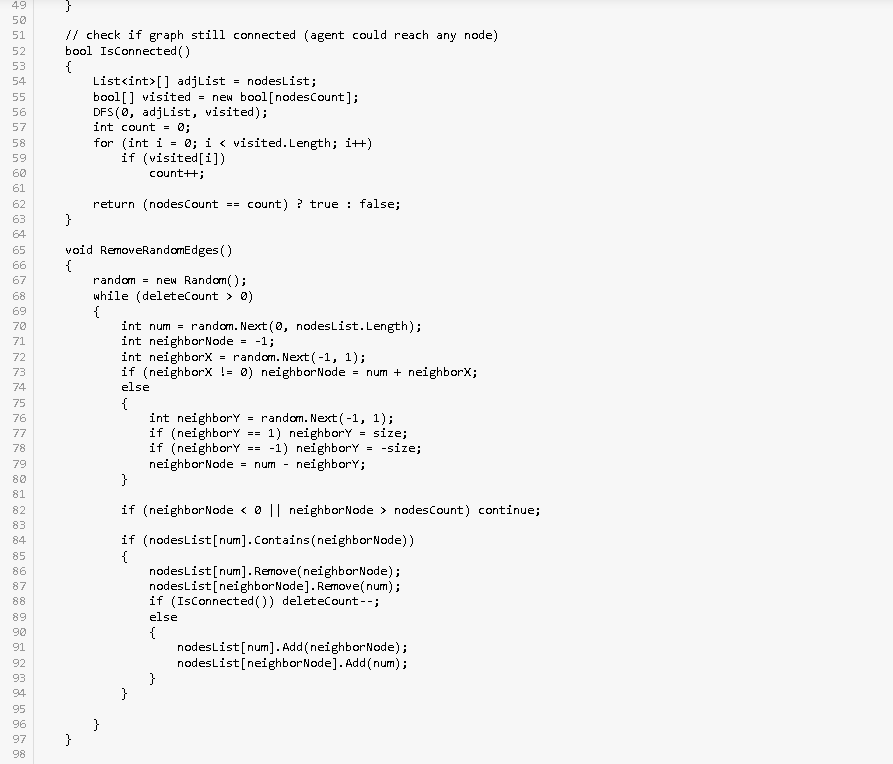 49 }
50
51 // check if graph still connected (agent could reach any node)
52 bool IsConnected()
53 {
54 List<int>[] adjList = nodesList;
55 bool[] visited = new bool[nodesCount];
56 DFS(0, adjList, visited);
57 int count = 0;
58 for (int i = 0; i < visited.Length; i++)
59 if (visited[i])
60 count++;
61
62 return (nodesCount == count) ? true : false;
63 }
64
65 void RemoveRandomEdges()
66 {
67 random = new Random();
68 while (deleteCount > 0)
69 {
70 int num = random.Next(0, nodesList.Length);
71 int neighborNode = -1;
72 int neighborX = random.Next(-1, 1);
73 if (neighborX != 0) neighborNode = num + neighborX;
74 else
75 {
76 int neighborY = random.Next(-1, 1);
77 if (neighborY == 1) neighborY = size;
78 if (neighborY == -1) neighborY = -size;
79 neighborNode = num - neighborY;
80 }
81
82 if (neighborNode < 0 || neighborNode > nodesCount) continue;
83
84 if (nodesList[num].Contains(neighborNode))
85 {
86 nodesList[num].Remove(neighborNode);
87 nodesList[neighborNode].Remove(num);
88 if (IsConnected()) deleteCount--;
89 else
90 {
91 nodesList[num].Add(neighborNode);
92 nodesList[neighborNode].Add(num);
93 }
94 }
95
96 }
97 }
98